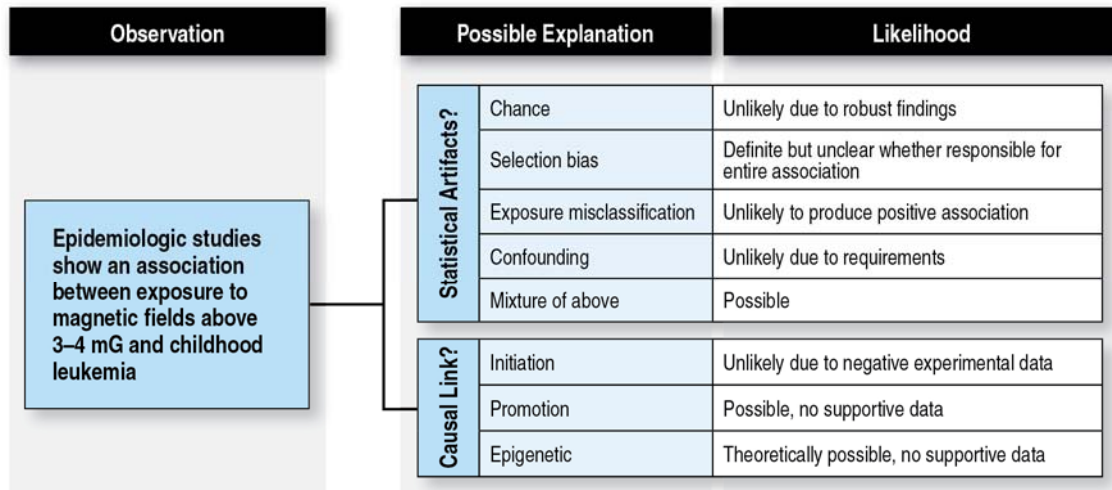 Observation
Possible Explanation
Likelihood
Epidemiologic studies
show an association
between exposure to
magnetic fields above
3–4 mG and childhood
leukemia
Statistical Artifacts?
Chance
Unlikely due to robust findings
Selection bias
Definite but unclear whether responsible for
entire association
Exposure misclassification
Unlikely to produce positive association
Confounding
Unlikely due to requirements
Mixture of above
Possible
Causal Link?
Initiation
Unlikely due to negative experimental data
Promotion
Possible, no supportive data
Epigenetic
Theoretically possible, no supportive data